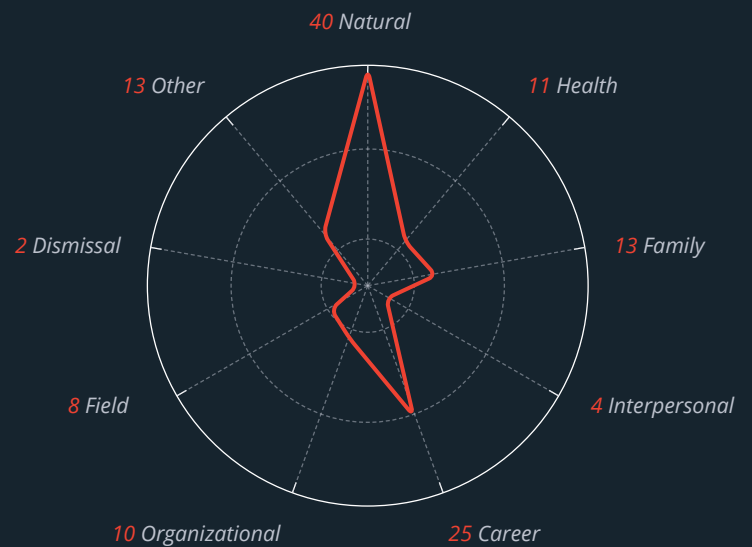 40 Natural
13 Other
11 Health
2 Dismissal
13 Family
8 Field
4 Interpersonal
10 Organizational
25 Career